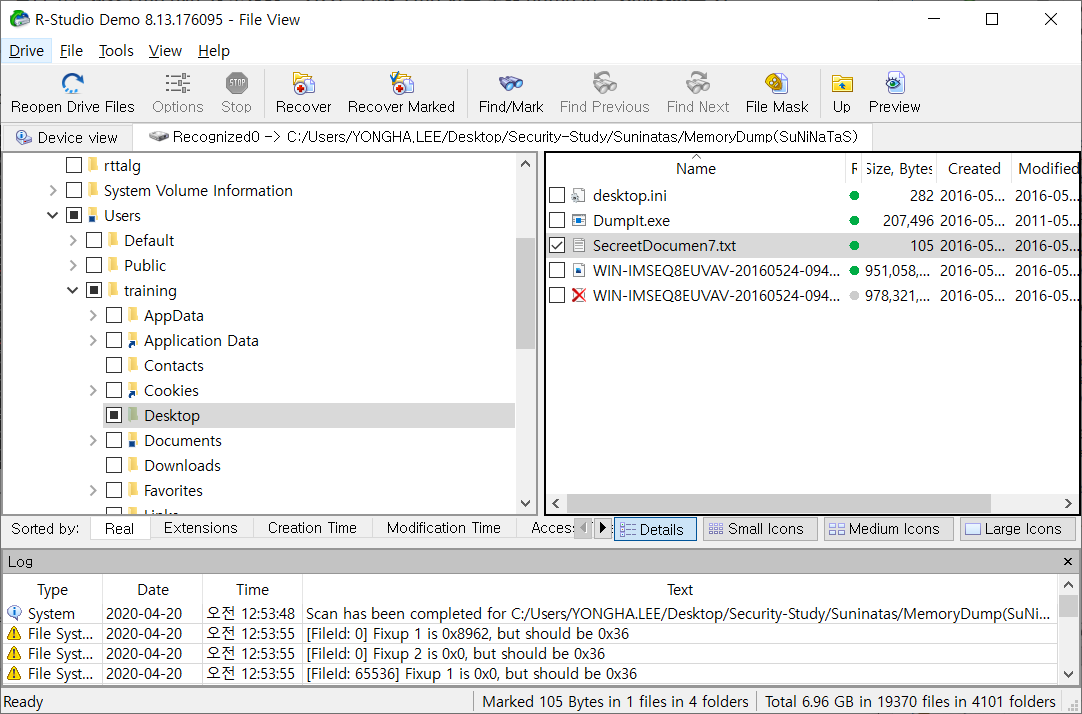 R-Studio Demo 8.13.176095 - File View
Drive File Tools View Help
Reopen Drive Files Options Stop Recover Recover Marked Find/Mark Find Previous Find Next File Mask Up Preview
Device view Recognized0 -> C:/Users/YONGHA.LEE/Desktop/Security-Study/Suninatas/MemoryDump(SuNiNaTaS)
rttalg
System Volume Information
Users
Default
Public
training
AppData
Application Data
Contacts
Cookies
Desktop
Documents
Downloads
Favorites
Links
Name R Size, Bytes Created Modified
desktop.ini 282 2016-05... 2016-05...
DumpIt.exe 207,496 2016-05... 2011-05...
SecreetDocumen7.txt 105 2016-05... 2016-05...
WIN-IMSEQ8EUVAV-20160524-094... 951,058,... 2016-05... 2016-05...
WIN-IMSEQ8EUVAV-20160524-094... 978,321,... 2016-05... 2016-05...
Sorted by: Real Extensions Creation Time Modification Time Access Details Small Icons Medium Icons Large Icons
Log
Type Date Time Text
System 2020-04-20 오전 12:53:48 Scan has been completed for C:/Users/YONGHA.LEE/Desktop/Security-Study/Suninatas/MemoryDump(SuNi...
File Syst... 2020-04-20 오전 12:53:55 [FileId: 0] Fixup 1 is 0x8962, but should be 0x36
File Syst... 2020-04-20 오전 12:53:55 [FileId: 0] Fixup 2 is 0x0, but should be 0x36
File Syst... 2020-04-20 오전 12:53:55 [FileId: 65536] Fixup 1 is 0x0, but should be 0x36
Ready Marked 105 Bytes in 1 files in 4 folders Total 6.96 GB in 19370 files in 4101 folders